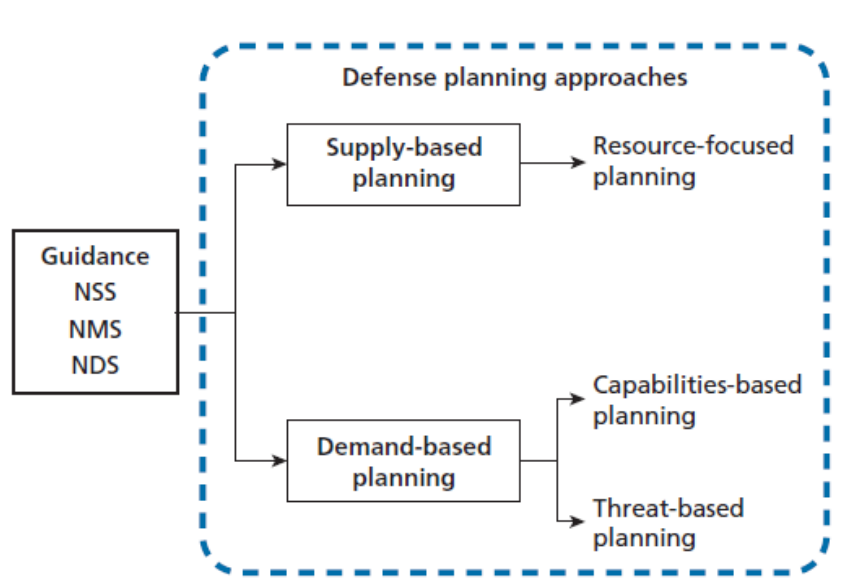 Defense planning approaches
Supply-based
planning
Resource-focused
planning
Guidance
NSS
NMS
NDS
Capabilities-based
planning
Demand-based
planning
Threat-based
planning